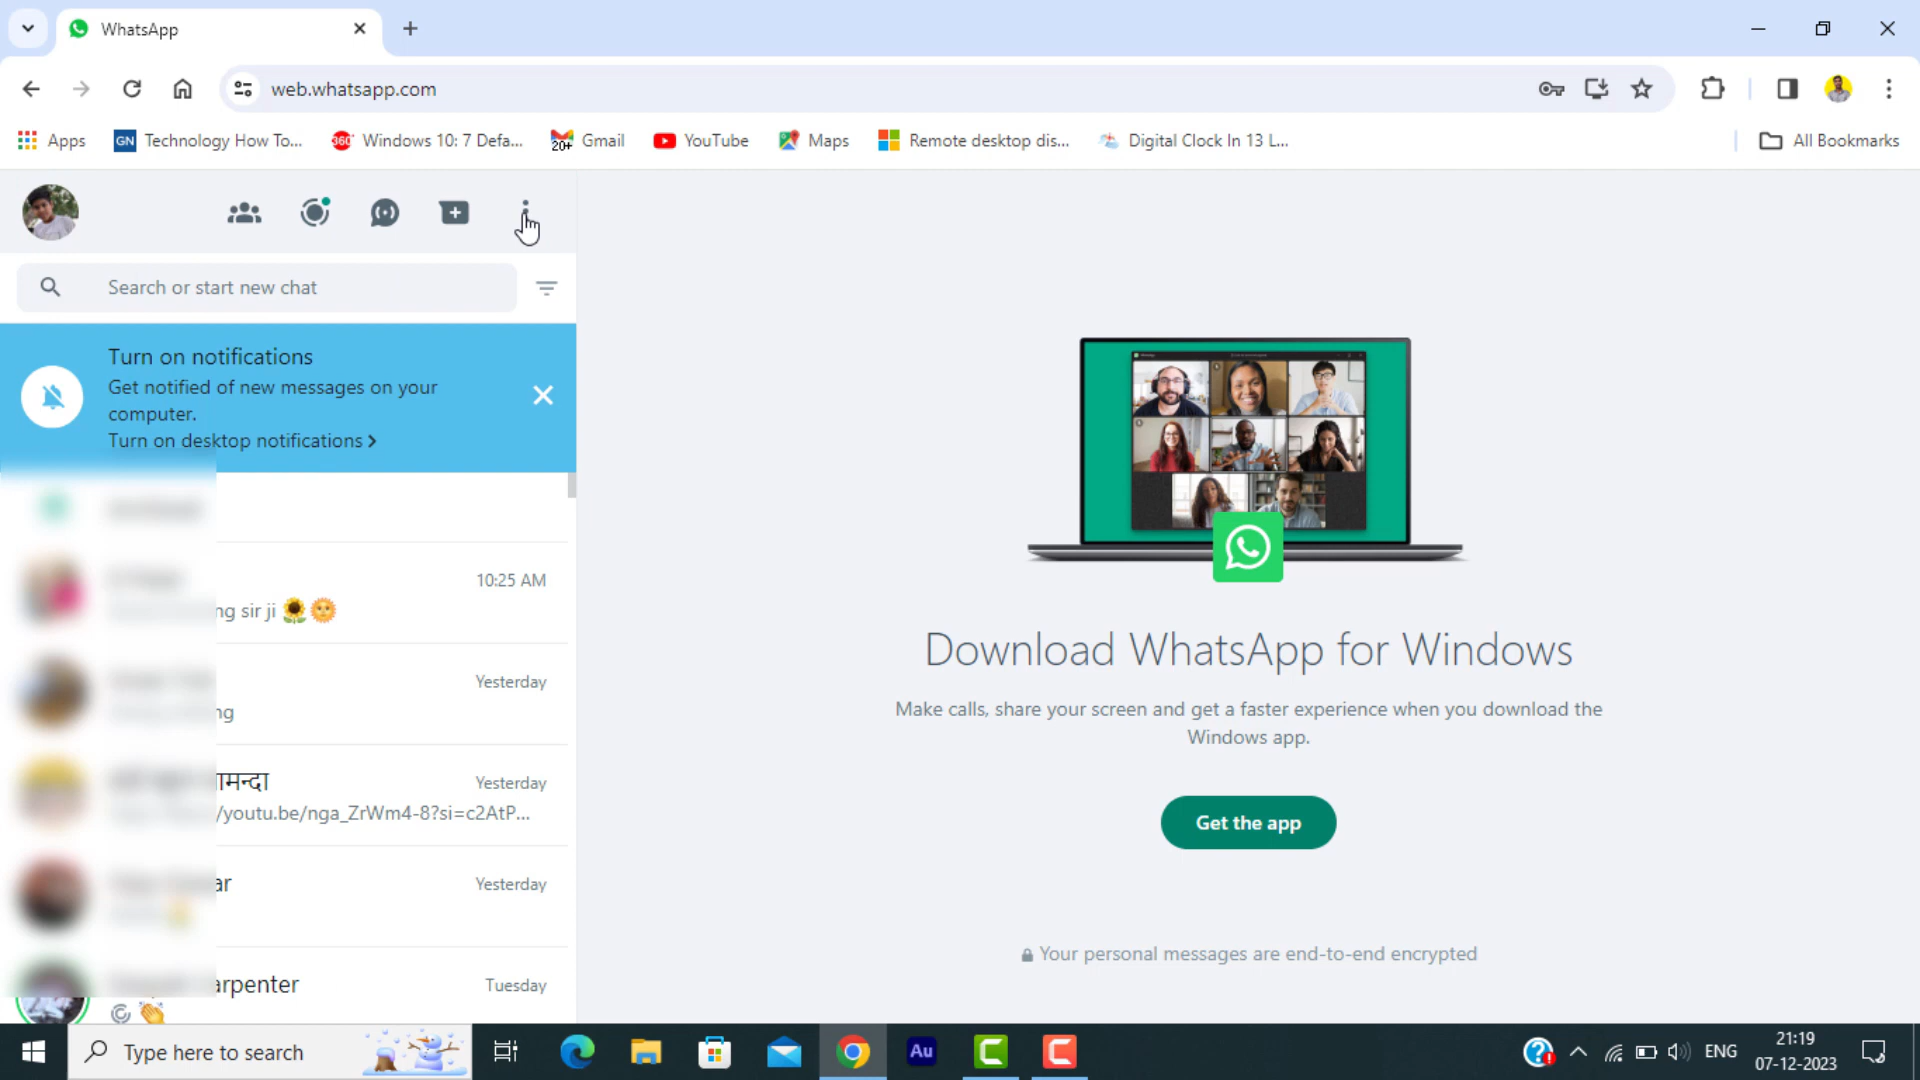 WhatsApp
web.whatsapp.com
Apps
GN Technology How To...
360° Windows 10: 7 Defa...
20+ Gmail
YouTube
Maps
Remote desktop dis...
Digital Clock In 13 L...
All Bookmarks
Search or start new chat
Turn on notifications
Get notified of new messages on your
computer.
Turn on desktop notifications >
10:25 AM
ng sir ji 🌻🌞
Yesterday
ng
Yesterday
/youtu.be/nga_ZrWm4-8?si=c2AtP...
ar
Yesterday
arpenter
Tuesday
👏
Download WhatsApp for Windows
Make calls, share your screen and get a faster experience when you download the
Windows app.
Get the app
Your personal messages are end-to-end encrypted
Type here to search
Au
ENG
21:19
07-12-2023